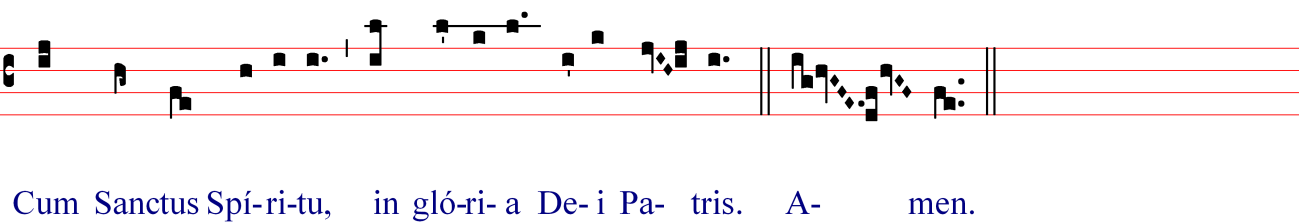 Cum Sanctus Spí-ri-tu, in gló-ri- a De- i Pa- tris. A- men.